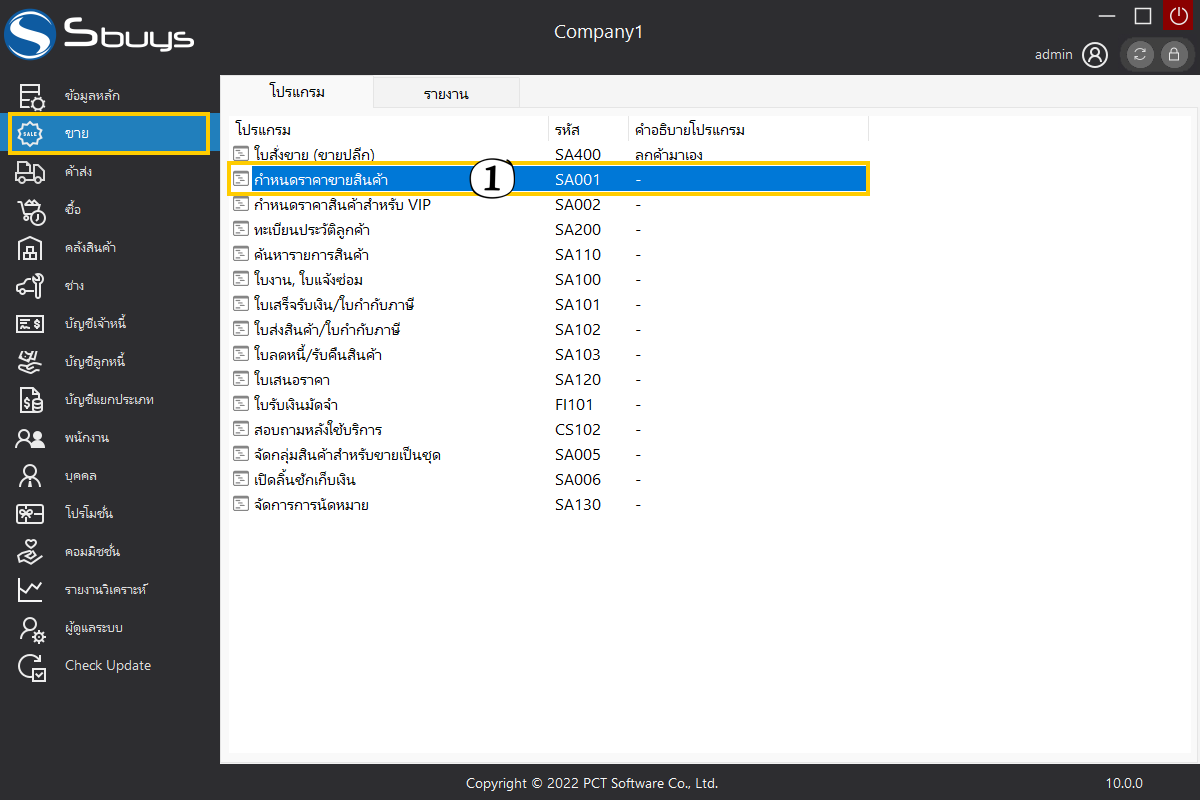 Sbuys
Company1
admin
ข้อมูลหลัก
SALE ขาย
ค้าส่ง
ซื้อ
คลังสินค้า
ช่าง
บัญชีเจ้าหนี้
บัญชีลูกหนี้
บัญชีแยกประเภท
พนักงาน
บุคคล
โปรโมชั่น
คอมมิชชั่น
รายงานวิเคราะห์
ผู้ดูแลระบบ
Check Update
โปรแกรม รายงาน
โปรแกรม รหัส คำอธิบายโปรแกรม
ใบสั่งขาย (ขายปลีก) SA400 ลูกค้ามาเอง
กำหนดราคาขายสินค้า 1 SA001 -
กำหนดราคาสินค้าสำหรับ VIP SA002 -
ทะเบียนประวัติลูกค้า SA200 -
ค้นหารายการสินค้า SA110 -
ใบงาน, ใบแจ้งซ่อม SA100 -
ใบเสร็จรับเงิน/ใบกำกับภาษี SA101 -
ใบส่งสินค้า/ใบกำกับภาษี SA102 -
ใบลดหนี้/รับคืนสินค้า SA103 -
ใบเสนอราคา SA120 -
ใบรับเงินมัดจำ FI101 -
สอบถามหลังใช้บริการ CS102 -
จัดกลุ่มสินค้าสำหรับขายเป็นชุด SA005 -
เปิดลิ้นชักเก็บเงิน SA006 -
จัดการการนัดหมาย SA130 -
Copyright © 2022 PCT Software Co., Ltd. 10.0.0